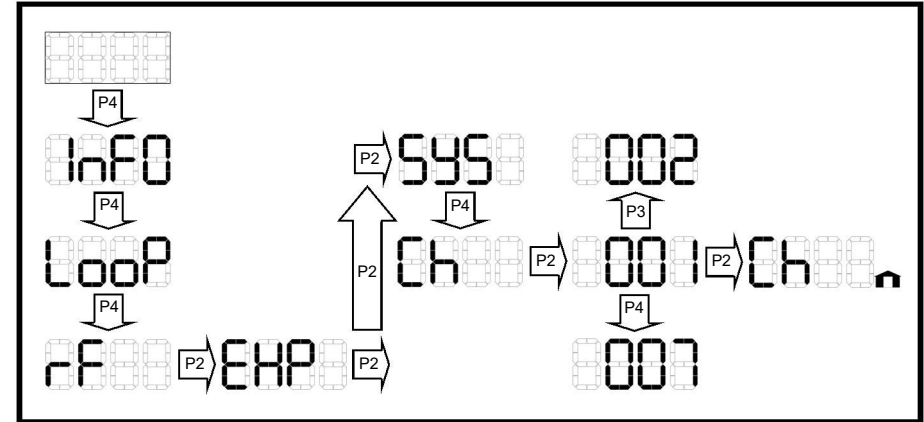 P4
InFO P2 SYS 002
P4 P4 P3
LooP P2 Ch P2 001 P2 Ch
P4 P4
rF P2 EHP P2 007